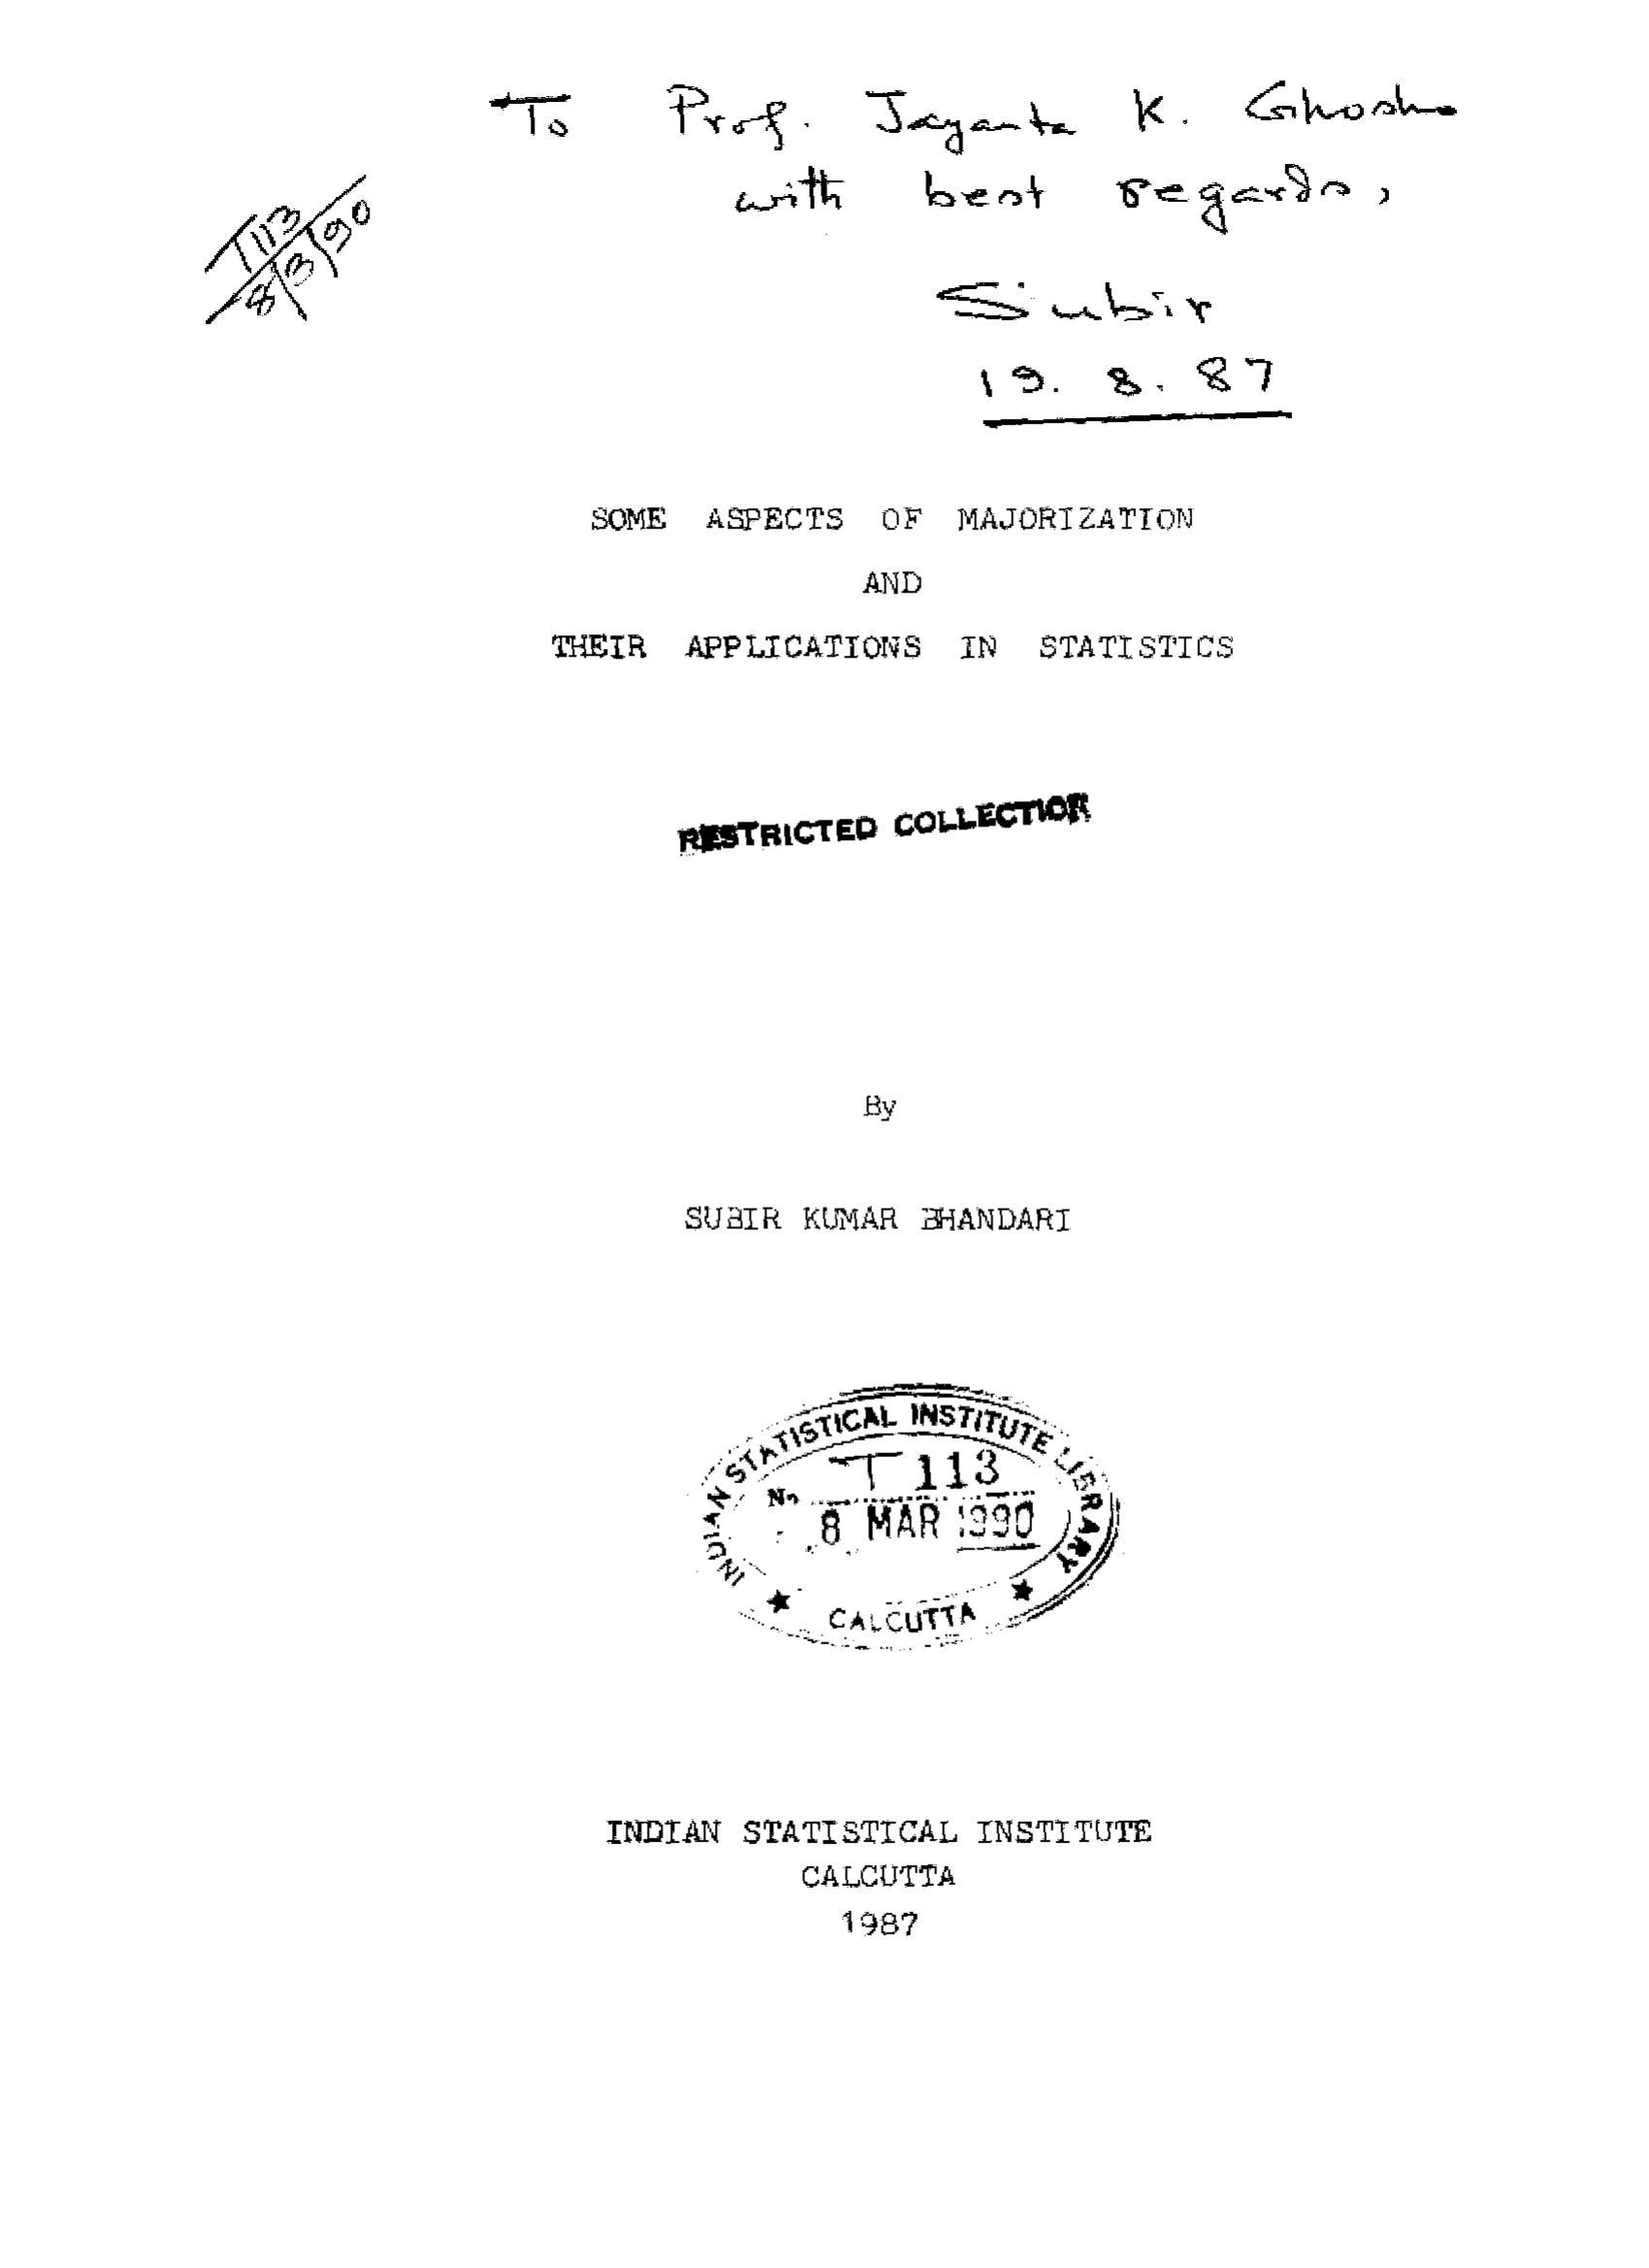 To Prof. Jayanta K. Ghosh
with best regards,
Subir
19. 8. 87
T113
8/3/90
SOME ASPECTS OF MAJORIZATION
AND
THEIR APPLICATIONS IN STATISTICS
RESTRICTED COLLECTION
By
SUBIR KUMAR BHANDARI
INDIAN STATISTICAL INSTITUTE LIBRARY
No. T 113
8 MAR 1990
★ CALCUTTA ★
INDIAN STATISTICAL INSTITUTE
CALCUTTA
1987